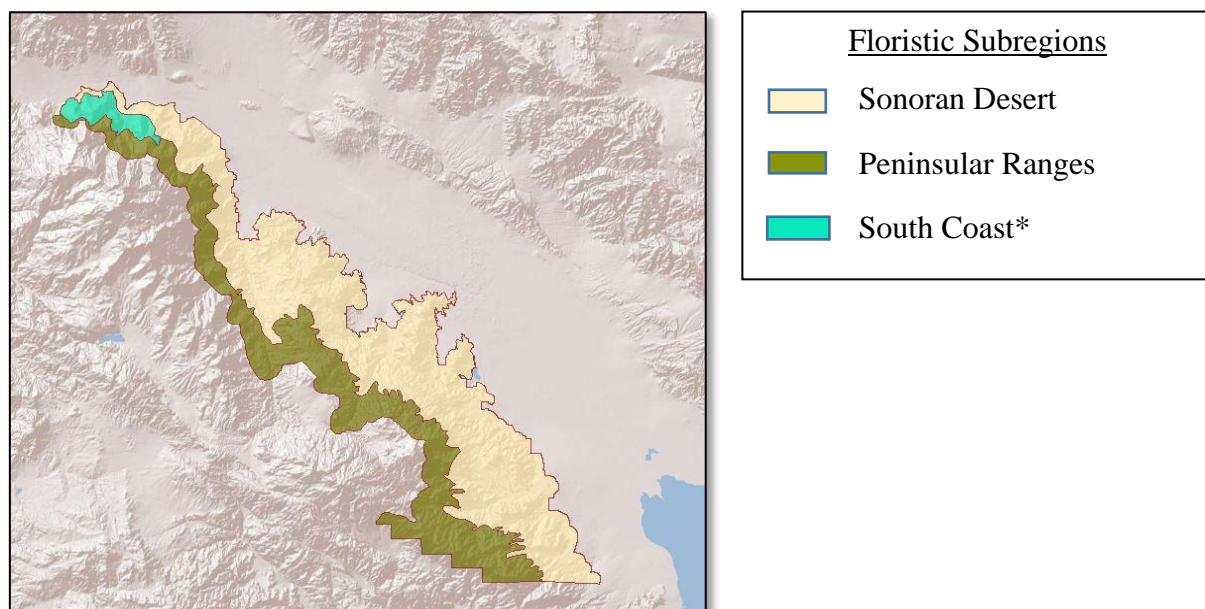 Floristic Subregions
Sonoran Desert
Peninsular Ranges
South Coast*